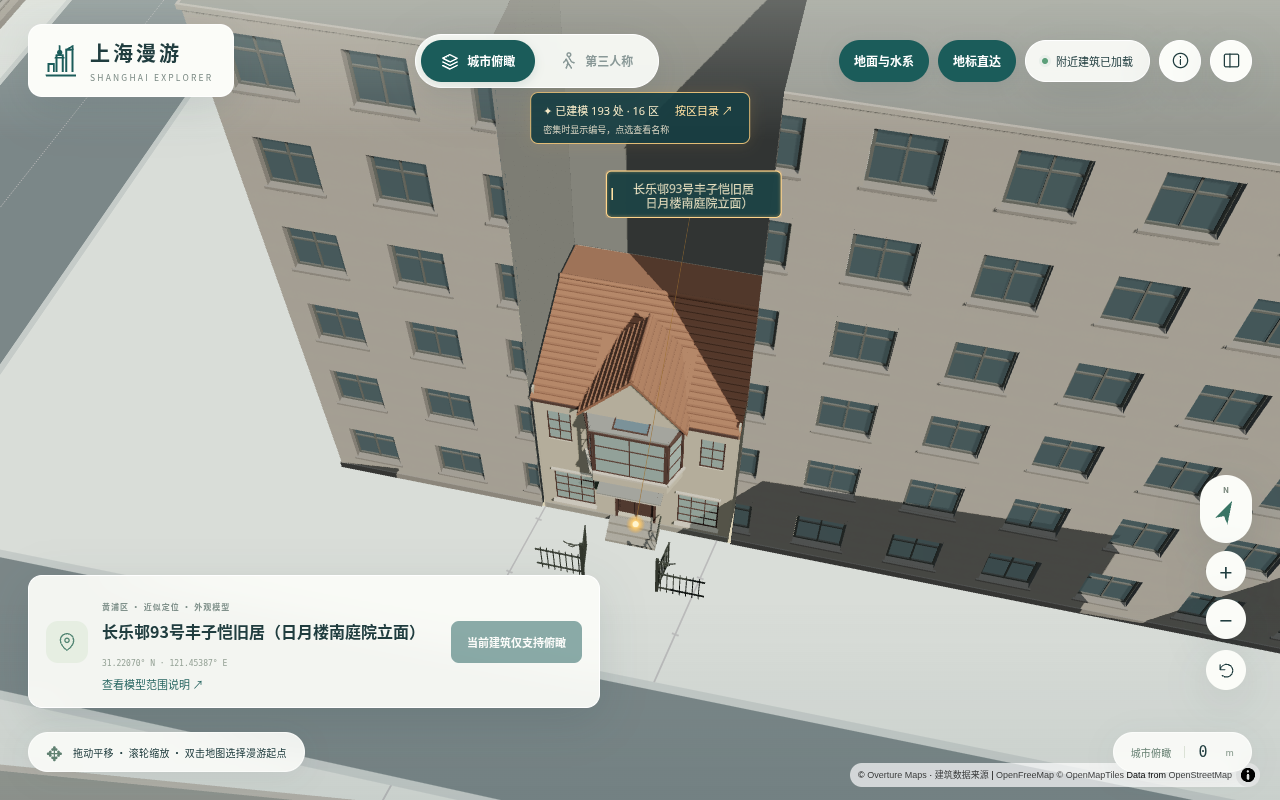 上海漫游
SHANGHAI EXPLORER
城市俯瞰
第三人称
地面与水系
地标直达
附近建筑已加载
✦ 已建模 193 处 · 16 区 按区目录 ↗
密集时显示编号，点选查看名称
长乐邨93号丰子恺旧居
日月楼南庭院立面）
N
+
−
黄浦区 · 近似定位 · 外观模型
长乐邨93号丰子恺旧居（日月楼南庭院立面）
当前建筑仅支持俯瞰
31.22070° N · 121.45387° E
查看模型范围说明 ↗
拖动平移 · 滚轮缩放 · 双击地图选择漫游起点
城市俯瞰 0 m
© Overture Maps · 建筑数据来源 | OpenFreeMap © OpenMapTiles Data from OpenStreetMap